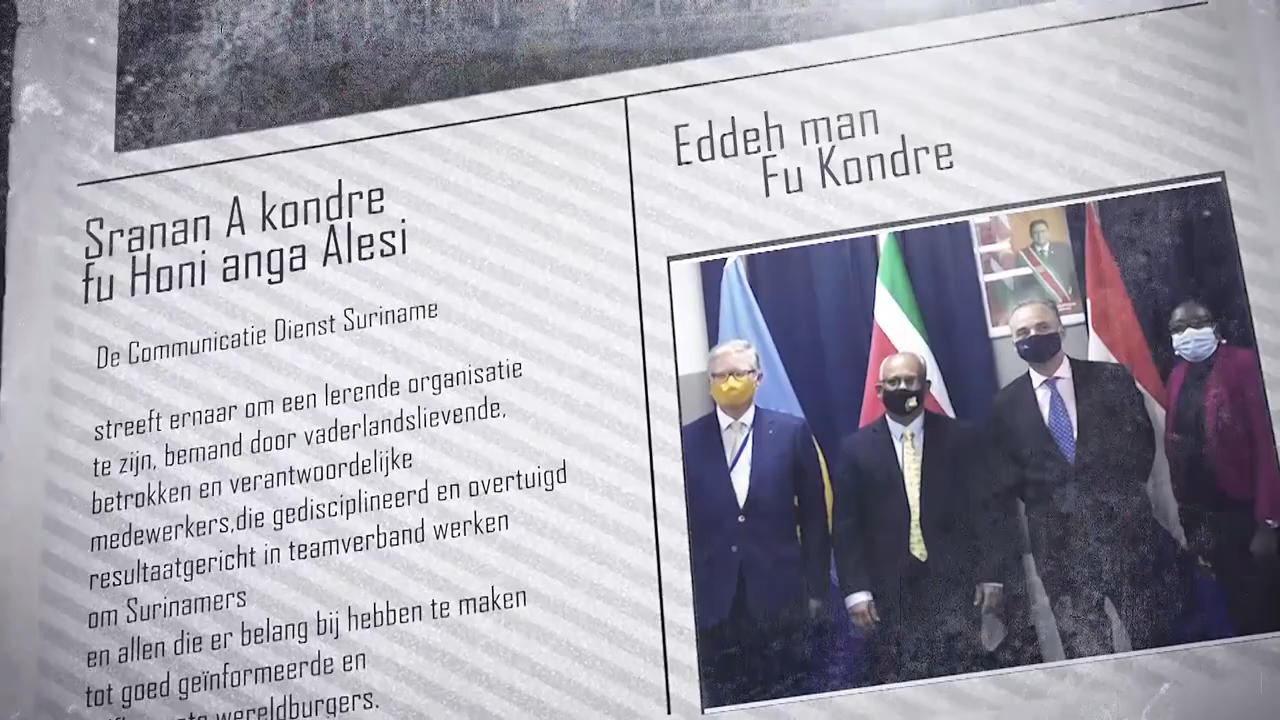 Sranan A kondre
fu Honi anga Alesi
De Communicatie Dienst Suriname
streeft ernaar om een lerende organisatie
te zijn, bemand door vaderlandslievende,
betrokken en verantwoordelijke
medewerkers,die gedisciplineerd en overtuigd
resultaatgericht in teamverband werken
om Surinamers
en allen die er belang bij hebben te maken
tot goed geïnformeerde en
wereldburgers.
Eddeh man
Fu Kondre